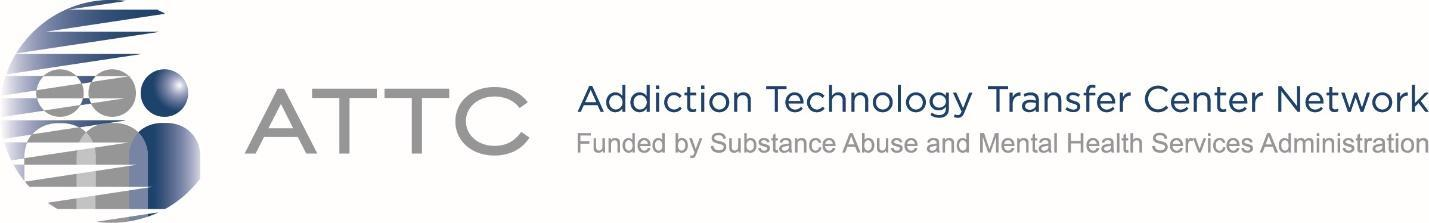 ATTC
Addiction Technology Transfer Center Network
Funded by Substance Abuse and Mental Health Services Administration